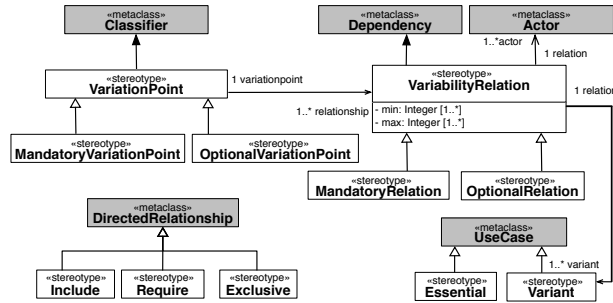 «metaclass»
Classifier
«metaclass»
Dependency
«metaclass»
Actor
1..*actor
1 relation
«stereotype»
VariationPoint
1 variationpoint
1..* relationship
«stereotype»
VariabilityRelation
- min: Integer [1..*]
- max: Integer [1..*]
1 relation
«stereotype»
MandatoryVariationPoint
«stereotype»
OptionalVariationPoint
«stereotype»
MandatoryRelation
«stereotype»
OptionalRelation
«metaclass»
DirectedRelationship
«metaclass»
UseCase
1..* variant
«stereotype»
Include
«stereotype»
Require
«stereotype»
Exclusive
«stereotype»
Essential
«stereotype»
Variant